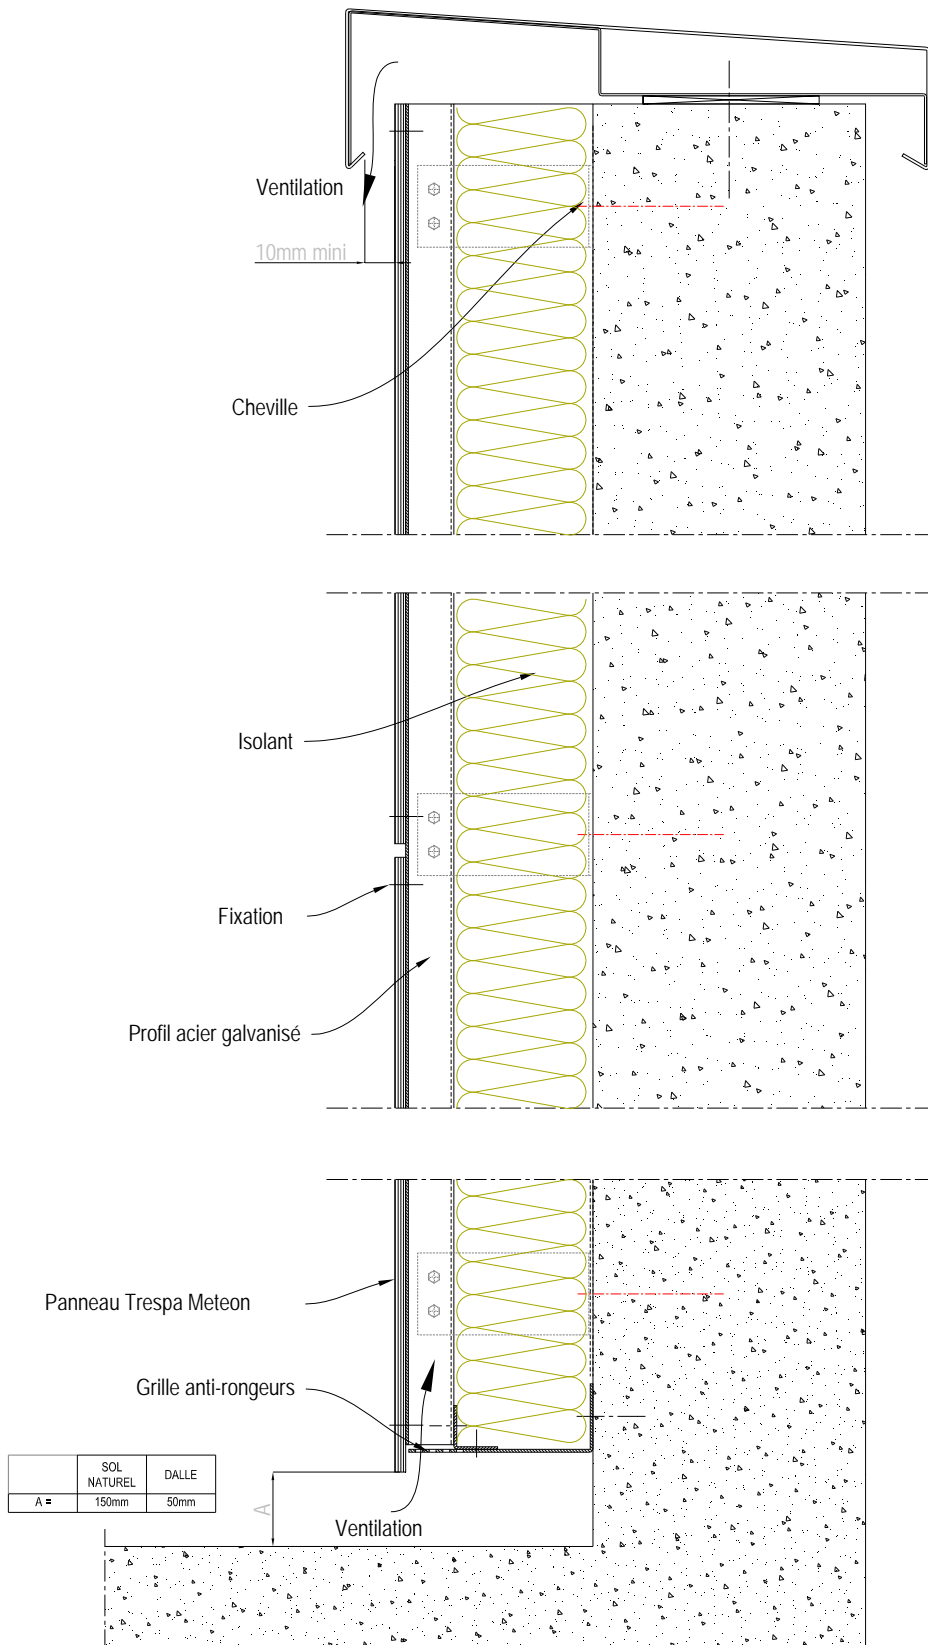 Ventilation
10mm mini
Cheville
Isolant
Fixation
Profil acier galvanisé
Panneau Trespa Meteon
Grille anti-rongeurs
SOL
NATUREL
DALLE
A =
150mm
50mm
A
Ventilation